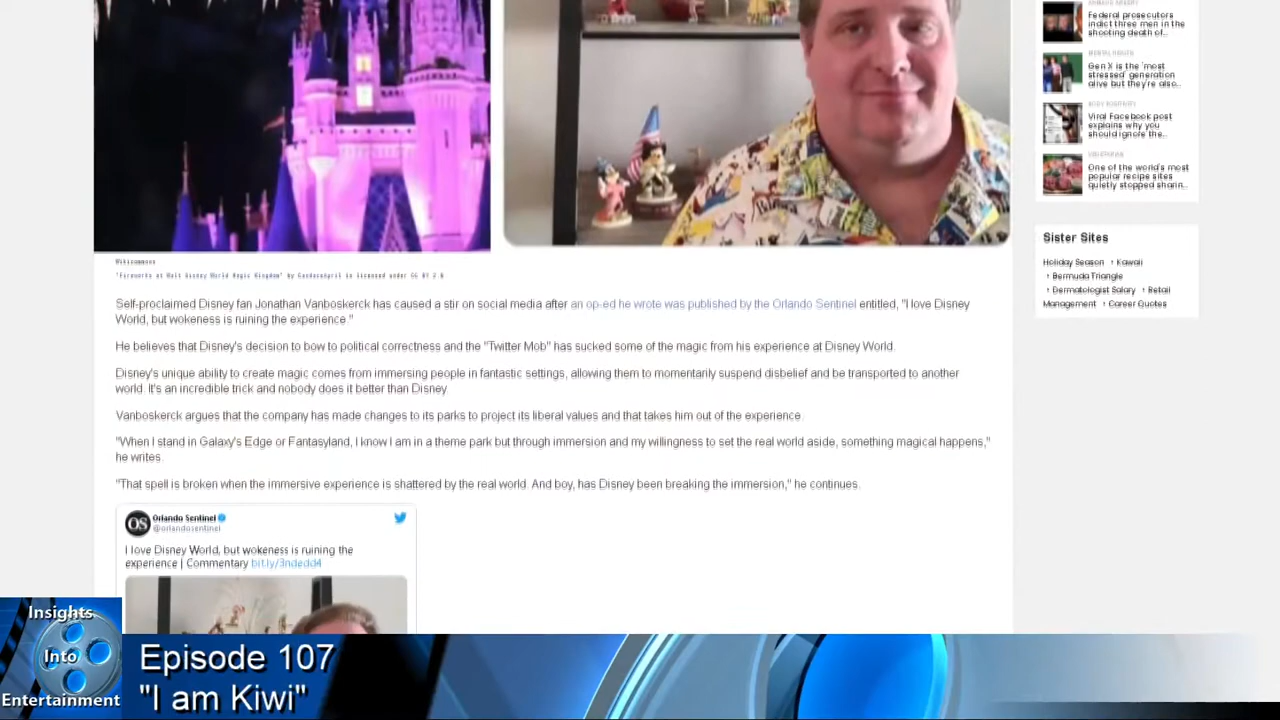 Federal prosecutors
indict three men in the
shooting death of...
Gen X is the 'most
stressed' generation
alive but they're also...
BODY POSITIVITY
Viral Facebook post
explains why you
should ignore the...
One of the world's most
popular recipe sites
quietly stopped sharin...
Sister Sites
Holiday Season › Kawaii
› Bermuda Triangle
› Dermatologist Salary › Retail
Management › Career Quotes
Self-proclaimed Disney fan Jonathan Vanboskerck has caused a stir on social media after an op-ed he wrote was published by the Orlando Sentinel entitled, "I love Disney
World, but wokeness is ruining the experience."
He believes that Disney's decision to bow to political correctness and the "Twitter Mob" has sucked some of the magic from his experience at Disney World.
Disney's unique ability to create magic comes from immersing people in fantastic settings, allowing them to momentarily suspend disbelief and be transported to another
world. It's an incredible trick and nobody does it better than Disney.
Vanboskerck argues that the company has made changes to its parks to project its liberal values and that takes him out of the experience.
"When I stand in Galaxy's Edge or Fantasyland, I know I am in a theme park but through immersion and my willingness to set the real world aside, something magical happens,"
he writes.
"That spell is broken when the immersive experience is shattered by the real world. And boy, has Disney been breaking the immersion," he continues.
OS Orlando Sentinel
@orlandosentinel
I love Disney World, but wokeness is ruining the
experience | Commentary bit.ly/3ndedd4
Insights
Into
Entertainment
Episode 107
"I am Kiwi"